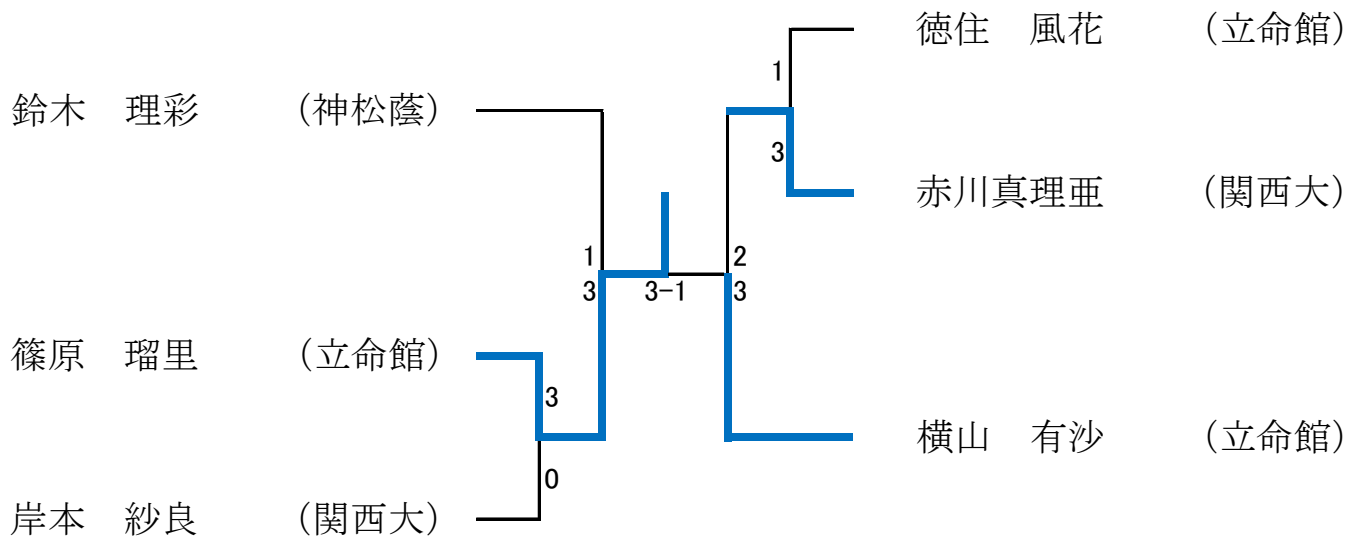 徳住　風花　（立命館）
1
鈴木　理彩　（神松蔭）
3
赤川真理亜　（関西大）
1　2
3　3-1　3
篠原　瑠里　（立命館）
3
横山　有沙　（立命館）
0
岸本　紗良　（関西大）